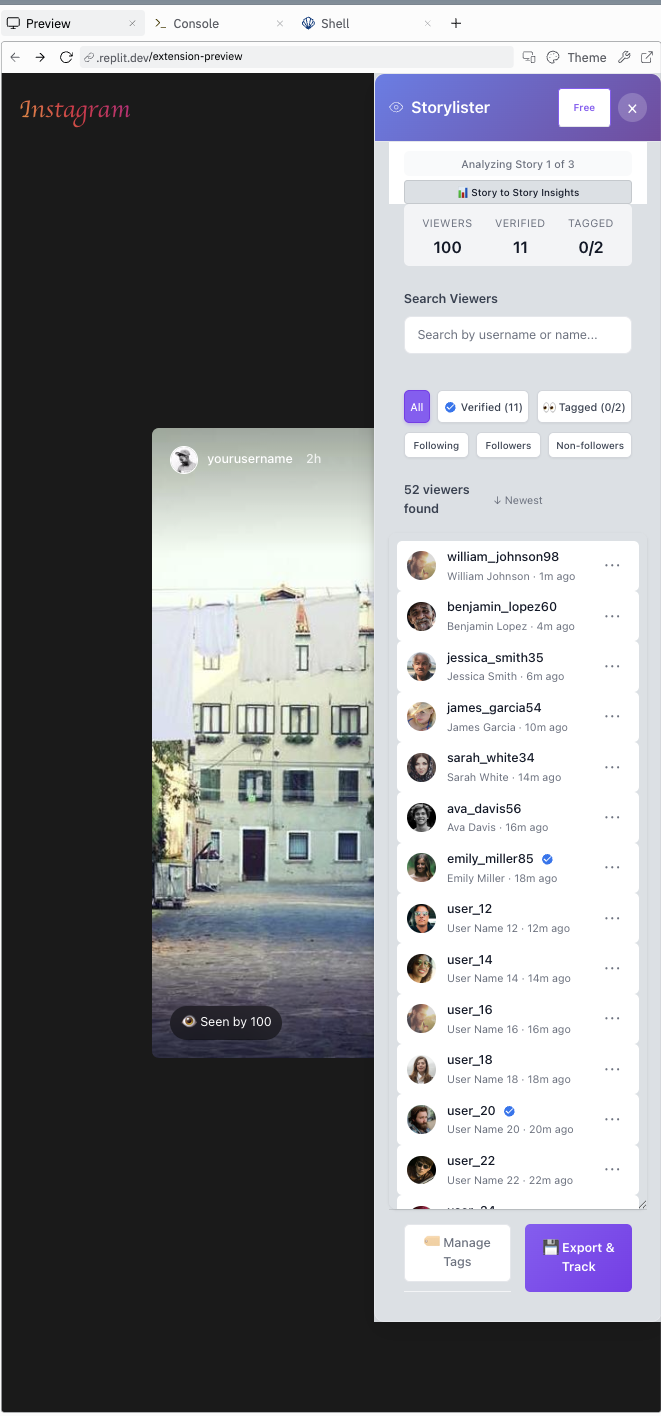 Preview
Console
Shell
.replit.dev/extension-preview
Theme
Instagram
Storylister
Free
Analyzing Story 1 of 3
Story to Story Insights
VIEWERS VERIFIED TAGGED
100 11 0/2
Search Viewers
Search by username or name...
All
Verified (11)
Tagged (0/2)
Following
Followers
Non-followers
52 viewers
found
↓ Newest
yourusername 2h
Seen by 100
william_johnson98
William Johnson · 1m ago
benjamin_lopez60
Benjamin Lopez · 4m ago
jessica_smith35
Jessica Smith · 6m ago
james_garcia54
James Garcia · 10m ago
sarah_white34
Sarah White · 14m ago
ava_davis56
Ava Davis · 16m ago
emily_miller85
Emily Miller · 18m ago
user_12
User Name 12 · 12m ago
user_14
User Name 14 · 14m ago
user_16
User Name 16 · 16m ago
user_18
User Name 18 · 18m ago
user_20
User Name 20 · 20m ago
user_22
User Name 22 · 22m ago
Manage
Tags
Export &
Track